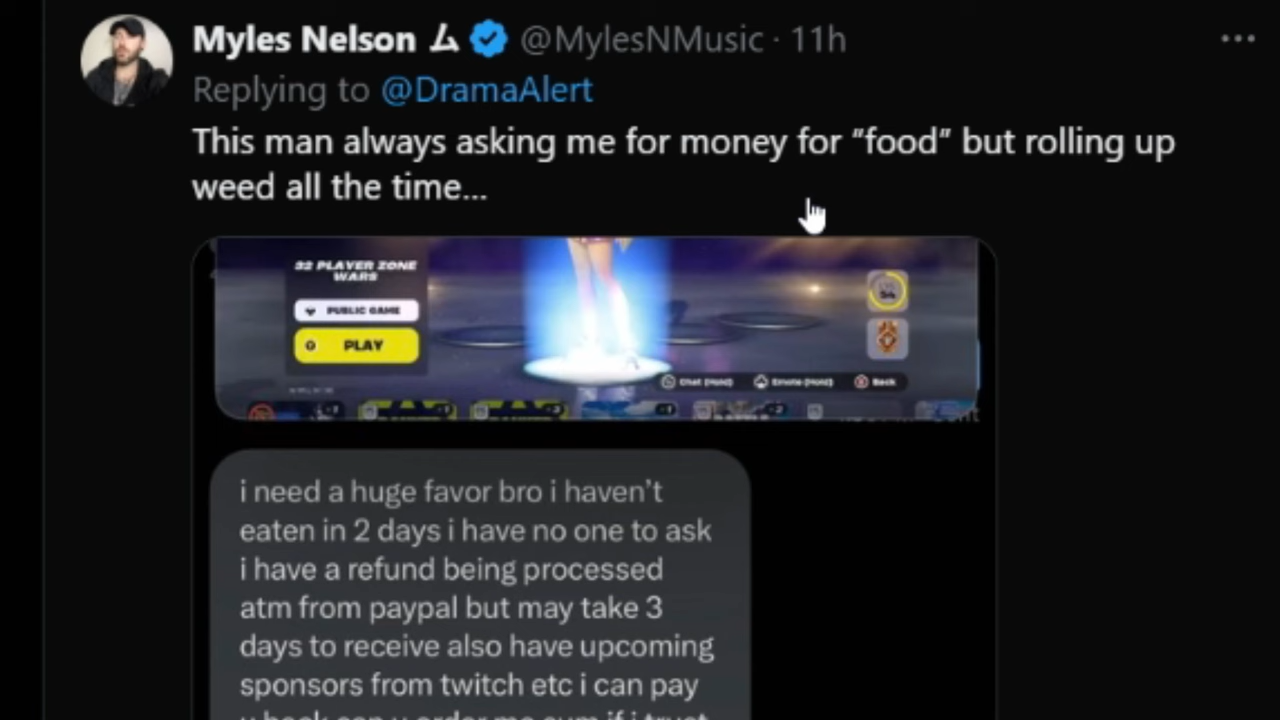 Myles Nelson ム @MylesNMusic · 11h
Replying to @DramaAlert
This man always asking me for money for "food" but rolling up
weed all the time...
32 PLAYER ZONE
WARS
PUBLIC GAME
PLAY
Chat (Hold) Emote (Hold) Back
i need a huge favor bro i haven't
eaten in 2 days i have no one to ask
i have a refund being processed
atm from paypal but may take 3
days to receive also have upcoming
sponsors from twitch etc i can pay